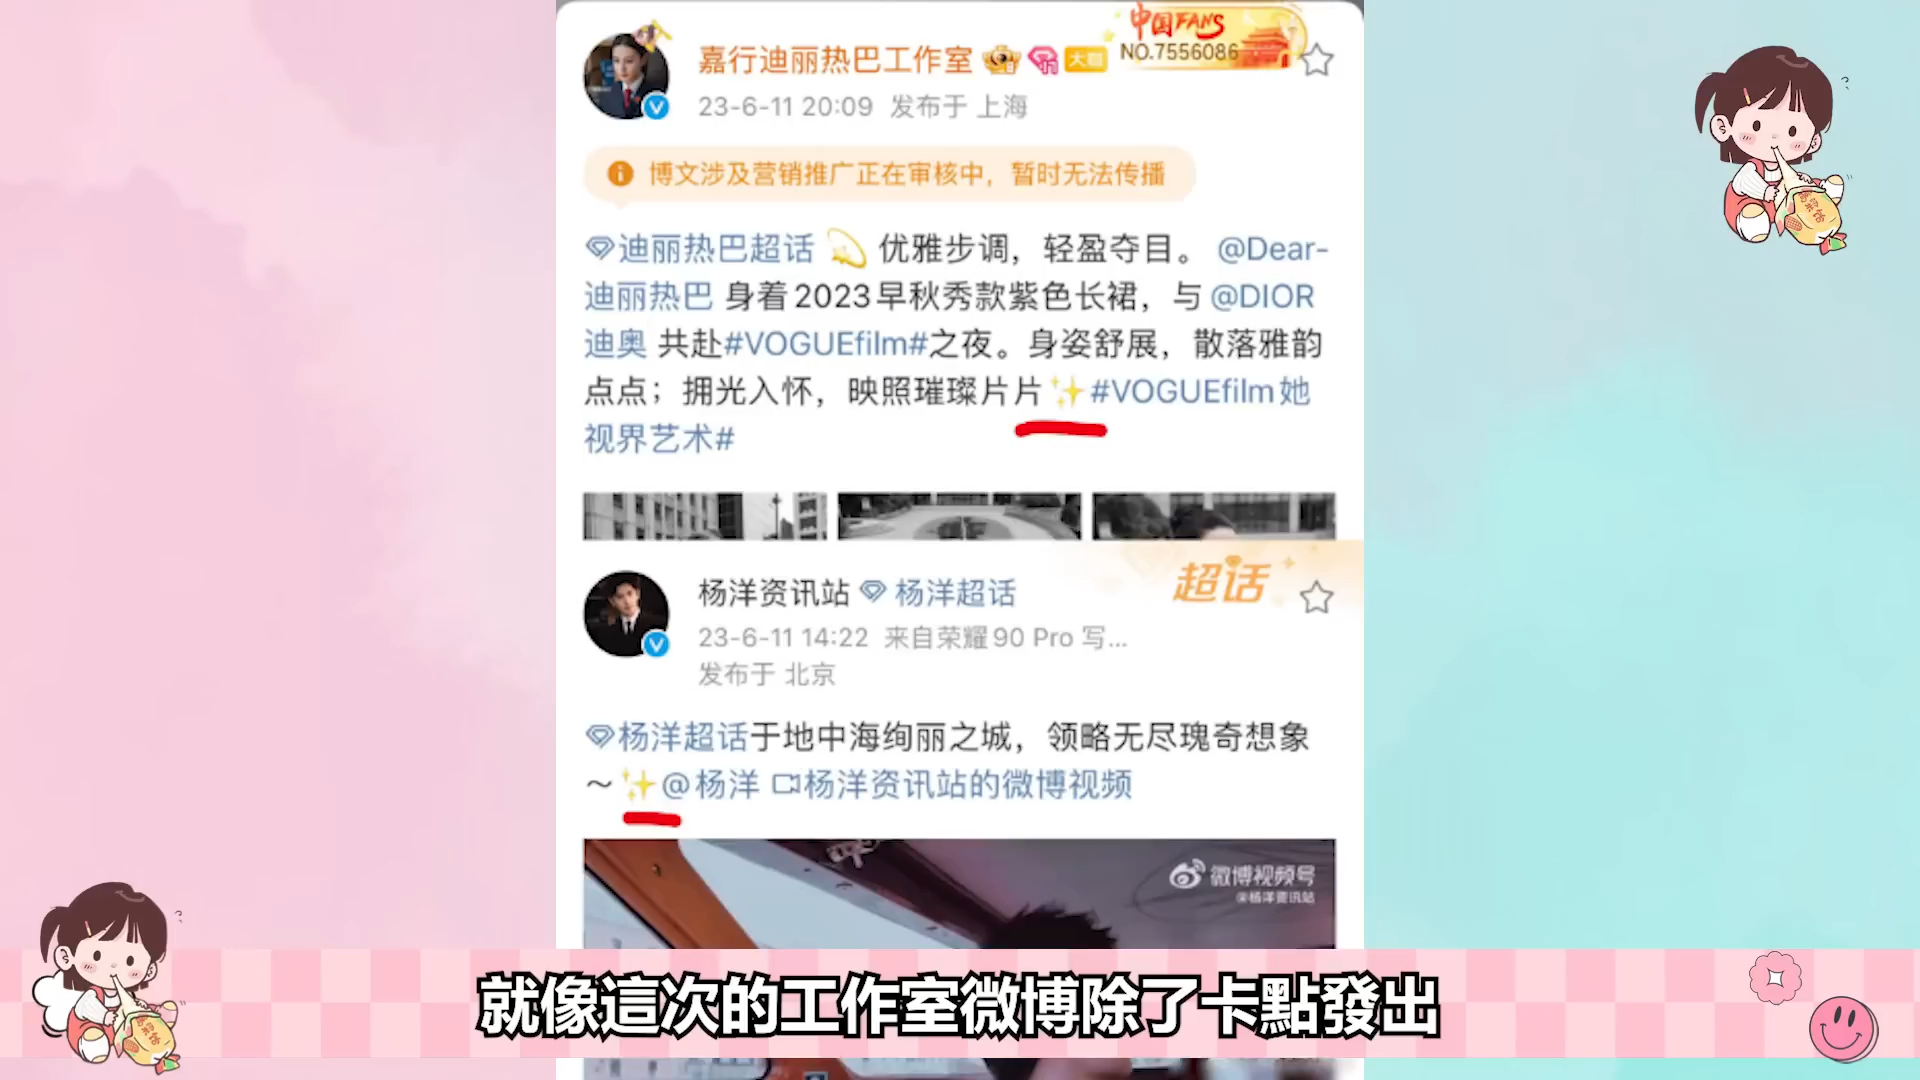 中国FANS
嘉行迪丽热巴工作室 大咖
NO.7556086
23-6-11 20:09 发布于 上海
博文涉及营销推广正在审核中，暂时无法传播
迪丽热巴超话 💫 优雅步调，轻盈夺目。 @Dear-
迪丽热巴 身着2023早秋秀款紫色长裙，与 @DIOR
迪奥 共赴#VOGUEfilm#之夜。身姿舒展，散落雅韵
点点；拥光入怀，映照璀璨片片✨#VOGUEfilm她
视界艺术#
超话
杨洋资讯站 杨洋超话
23-6-11 14:22 来自荣耀90 Pro 写...
发布于 北京
杨洋超话于地中海绚丽之城，领略无尽瑰奇想象
～✨@杨洋 杨洋资讯站的微博视频
微博视频号
@杨洋资讯站
就像這次的工作室微博除了卡點發出